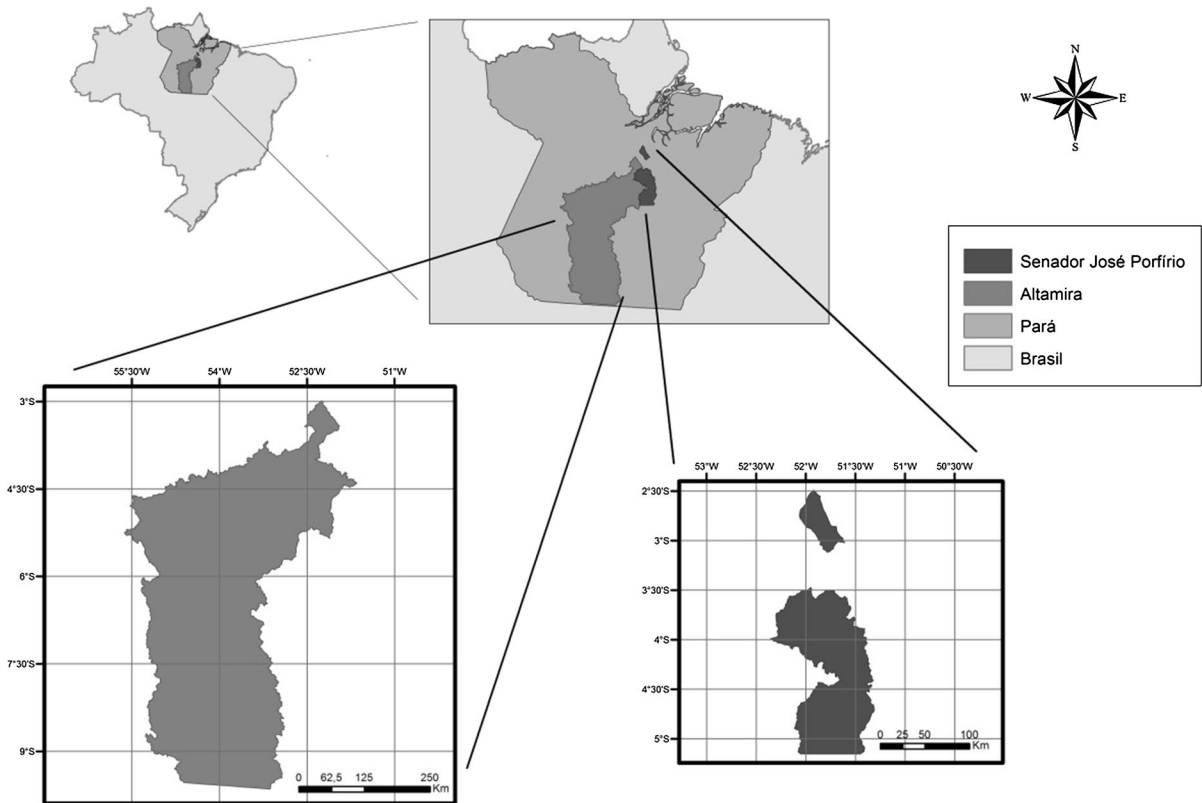 N
W E
S
Senador José Porfírio
Altamira
Pará
Brasil
55°30'W 54°W 52°30'W 51°W
3°S
4°30'S
6°S
7°30'S
9°S
0 62,5 125 250
Km
53°W 52°30'W 52°W 51°30'W 51°W 50°30'W
2°30'S
3°S
3°30'S
4°S
4°30'S
5°S
0 25 50 100
Km